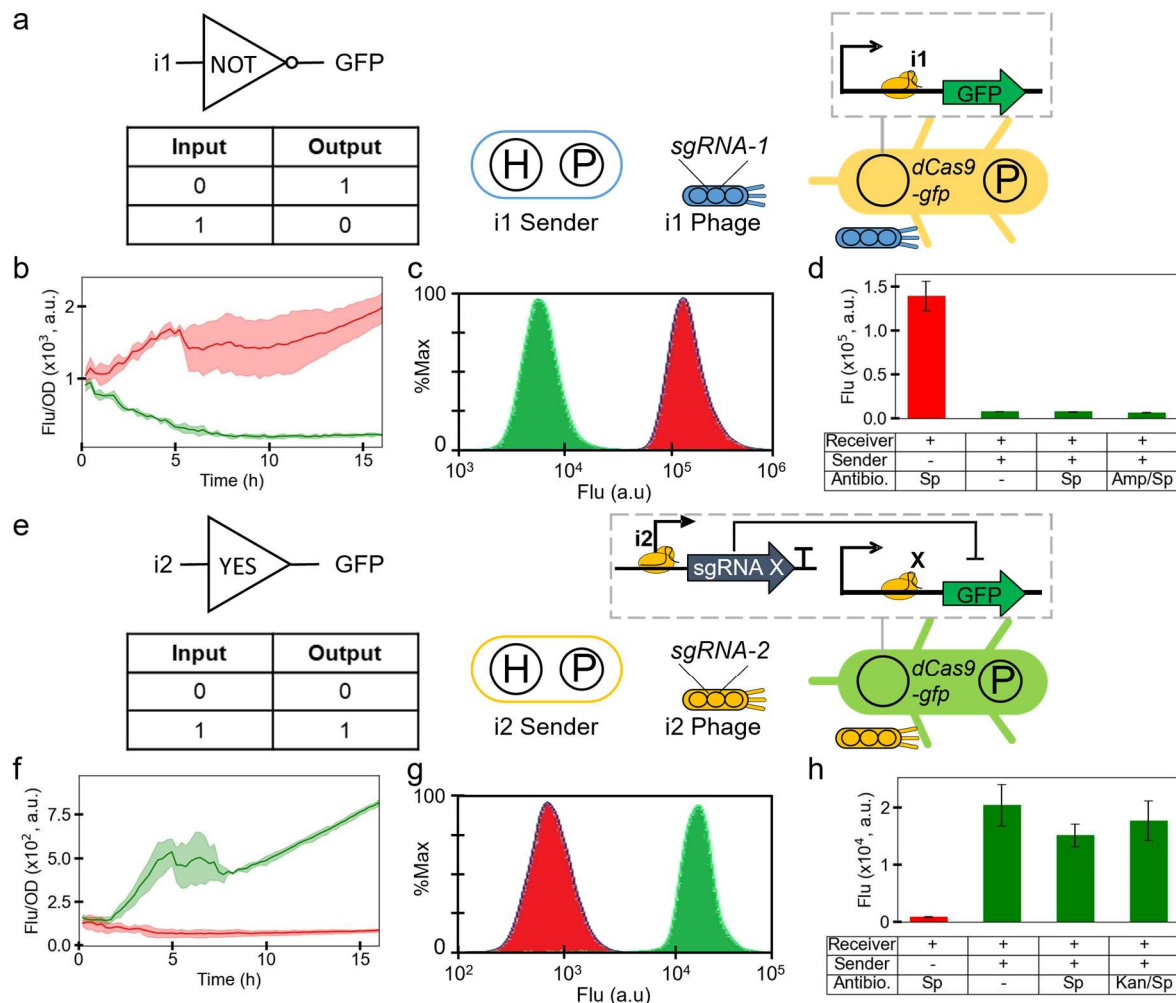 a
i1 NOT GFP
Input Output
0 1
1 0
H P
i1 Sender
sgRNA-1
i1 Phage
i1
GFP
dCas9
-gfp
P
b
Flu/OD (x10³, a.u.)
2
1
0 5 10 15
Time (h)
c
%Max
100
0
10³ 10⁴ 10⁵ 10⁶
Flu (a.u)
d
Flu (x10⁵, a.u.)
1.5
1.0
0.5
0.0
Receiver + + + +
Sender - + + +
Antibio. Sp - Sp Amp/Sp
e
i2 YES GFP
Input Output
0 0
1 1
H P
i2 Sender
sgRNA-2
i2 Phage
i2
sgRNA X
X
GFP
dCas9
-gfp
P
f
Flu/OD (x10², a.u.)
7.5
5.0
2.5
0.0
0 5 10 15
Time (h)
g
%Max
100
0
10² 10³ 10⁴ 10⁵
Flu (a.u)
h
Flu (x10⁴, a.u.)
2
1
0
Receiver + + + +
Sender - + + +
Antibio. Sp - Sp Kan/Sp